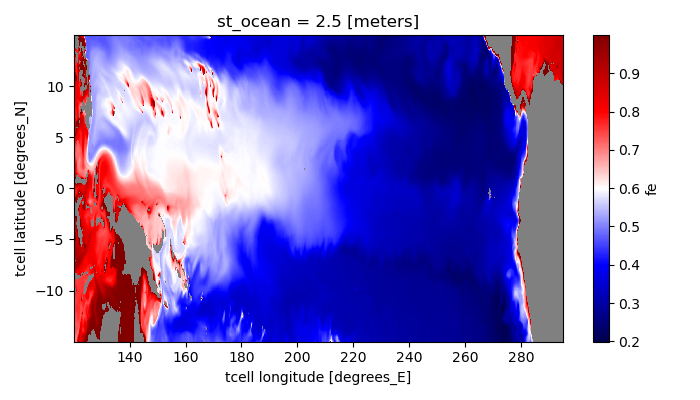 st_ocean = 2.5 [meters]
tcell latitude [degrees_N]
10
5
0
−5
−10
140 160 180 200 220 240 260 280
tcell longitude [degrees_E]
0.9
0.8
0.7
0.6
0.5
0.4
0.3
0.2
fe